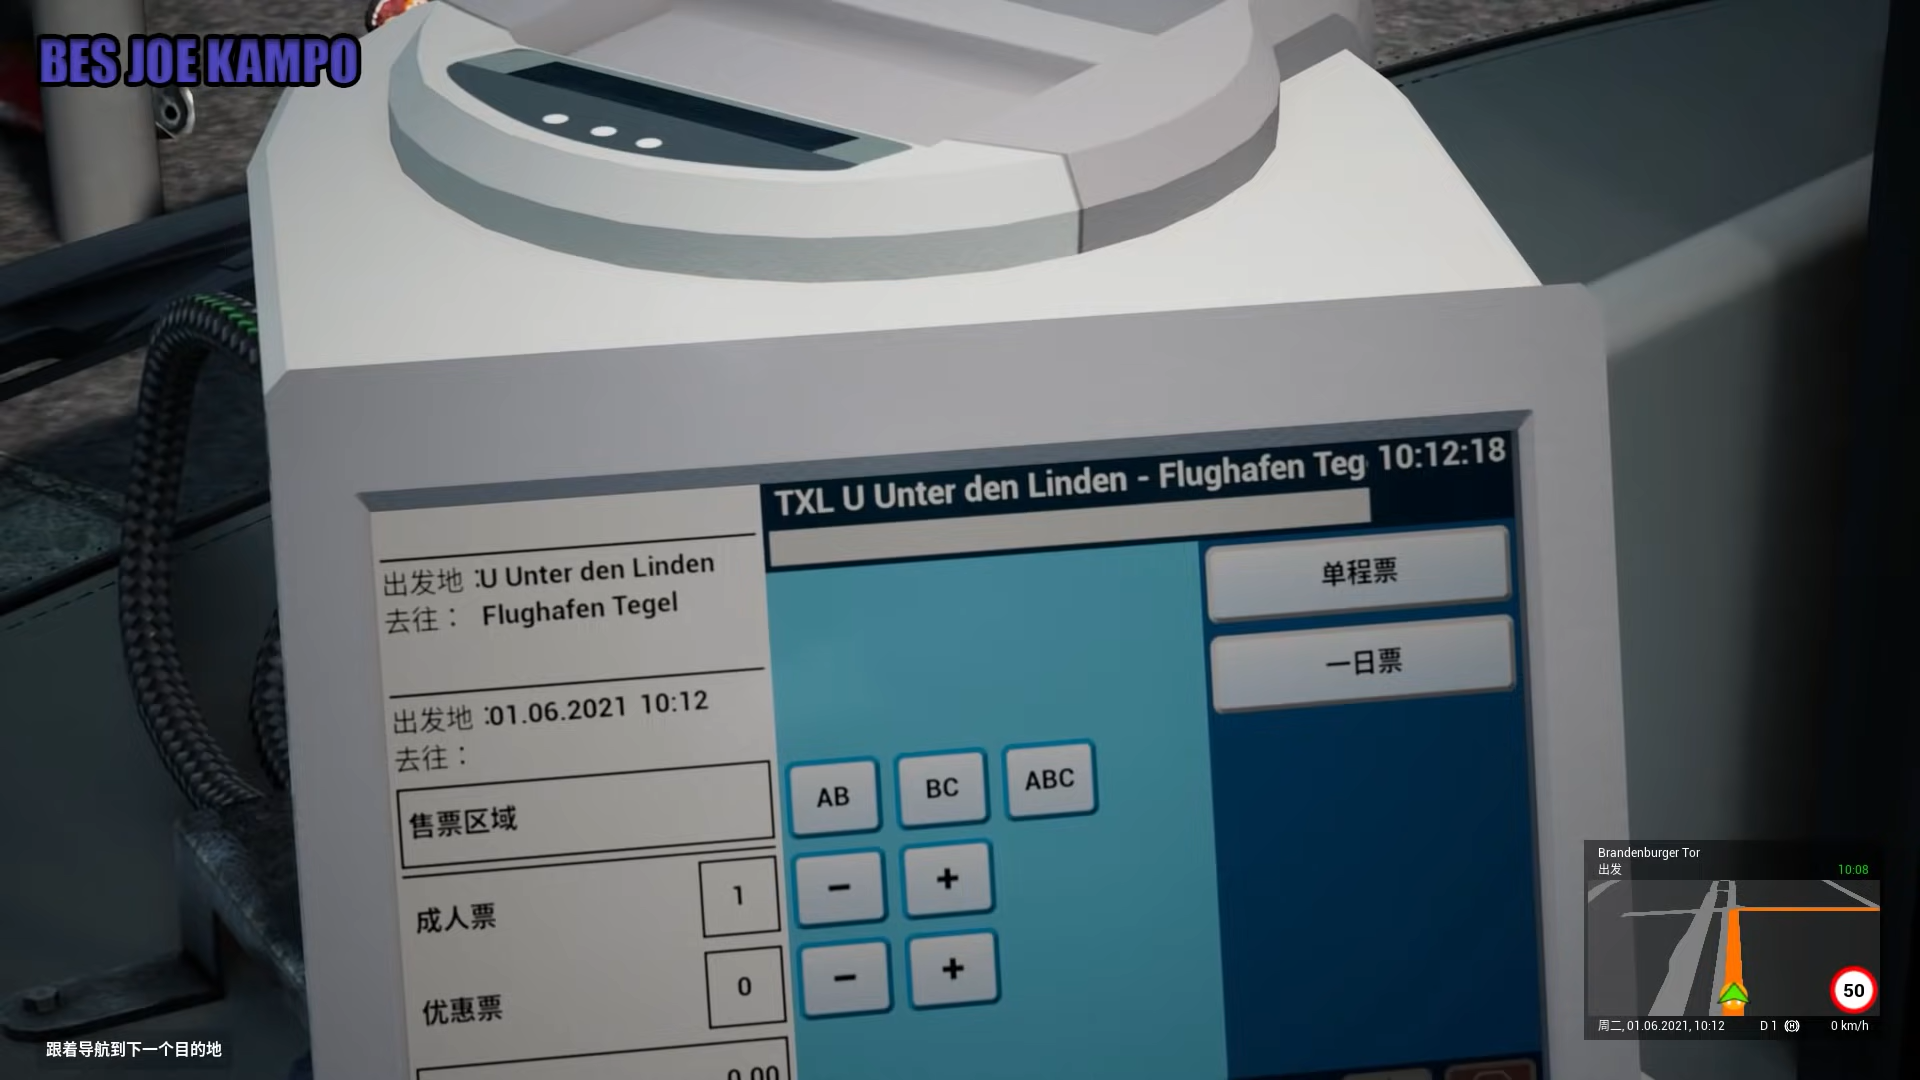 BES JOE KAMPO
TXL U Unter den Linden - Flughafen Teg 10:12:18
出发地 :U Unter den Linden
去往： Flughafen Tegel
出发地 :01.06.2021 10:12
去往：
售票区域
成人票 1
优惠票 0
0.00
AB BC ABC
- +
- +
单程票
一日票
Brandenburger Tor
出发 10:08
50
周二, 01.06.2021, 10:12 D 1 (H) 0 km/h
跟着导航到下一个目的地